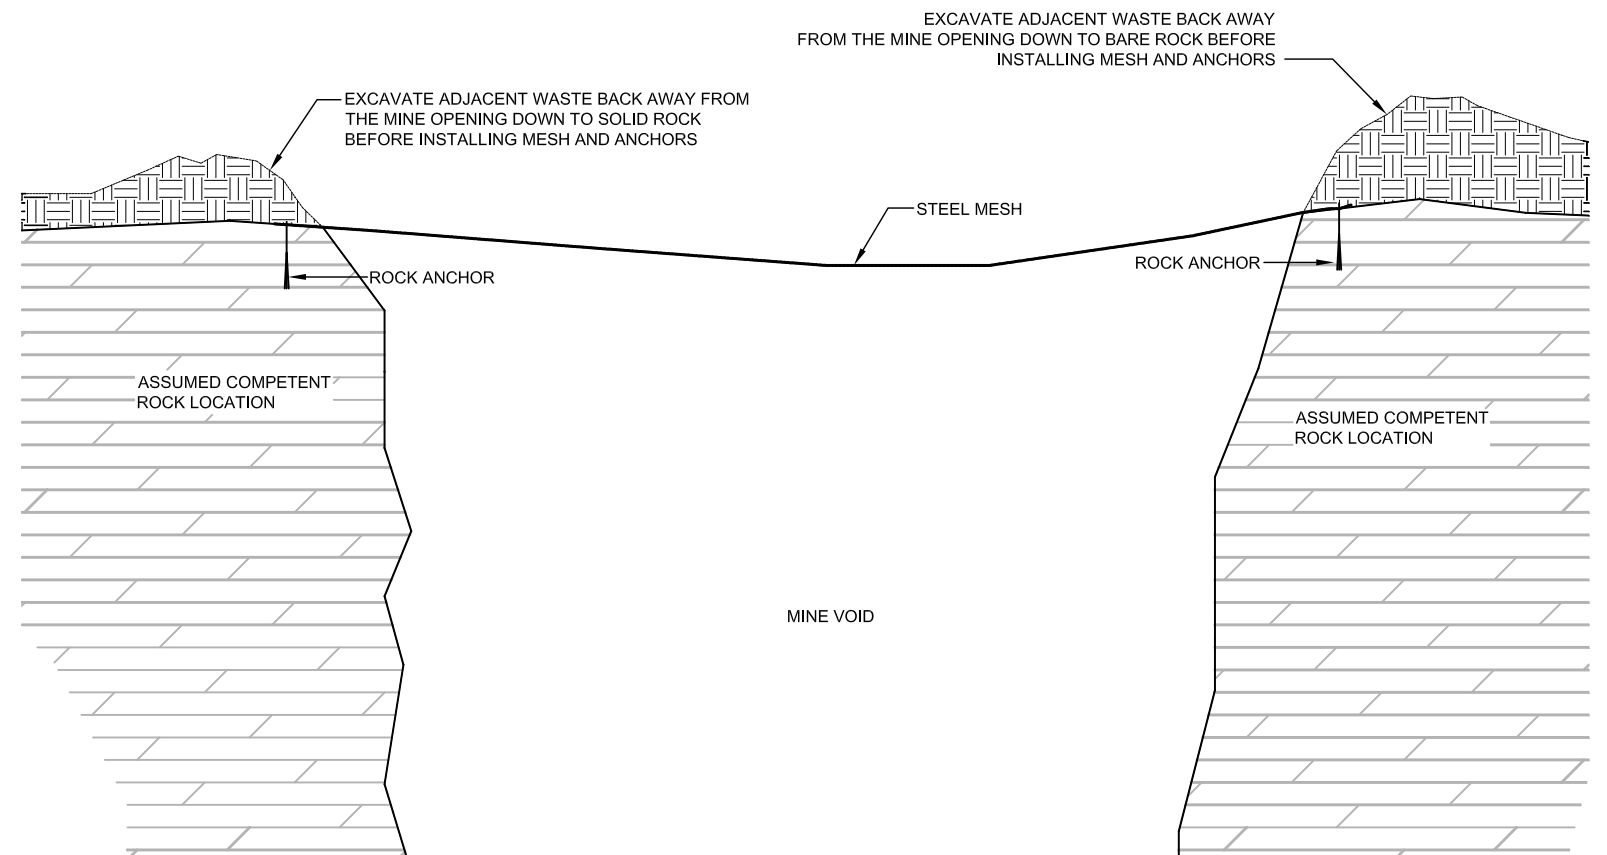 EXCAVATE ADJACENT WASTE BACK AWAY
FROM THE MINE OPENING DOWN TO BARE ROCK BEFORE
INSTALLING MESH AND ANCHORS
EXCAVATE ADJACENT WASTE BACK AWAY FROM
THE MINE OPENING DOWN TO SOLID ROCK
BEFORE INSTALLING MESH AND ANCHORS
STEEL MESH
ROCK ANCHOR
ROCK ANCHOR
ASSUMED COMPETENT
ROCK LOCATION
ASSUMED COMPETENT
ROCK LOCATION
MINE VOID